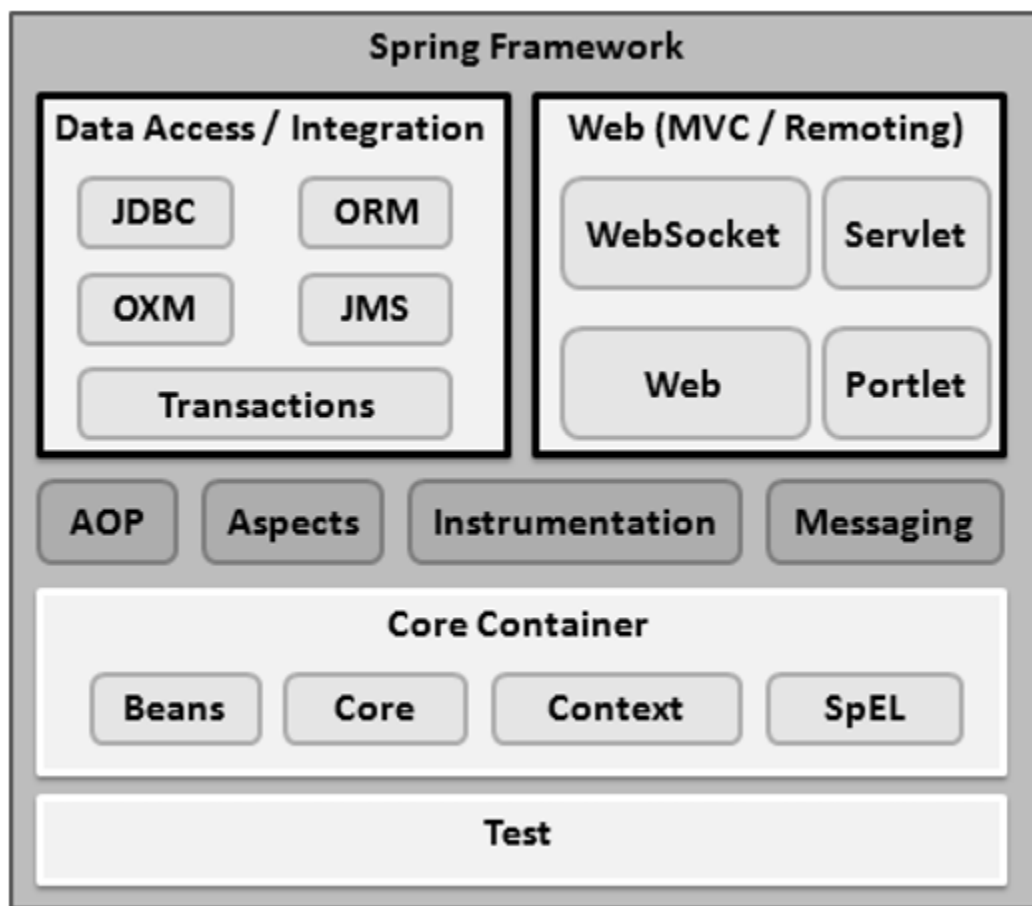 Spring Framework
Data Access / Integration
JDBC
ORM
OXM
JMS
Transactions
Web (MVC / Remoting)
WebSocket
Servlet
Web
Portlet
AOP
Aspects
Instrumentation
Messaging
Core Container
Beans
Core
Context
SpEL
Test